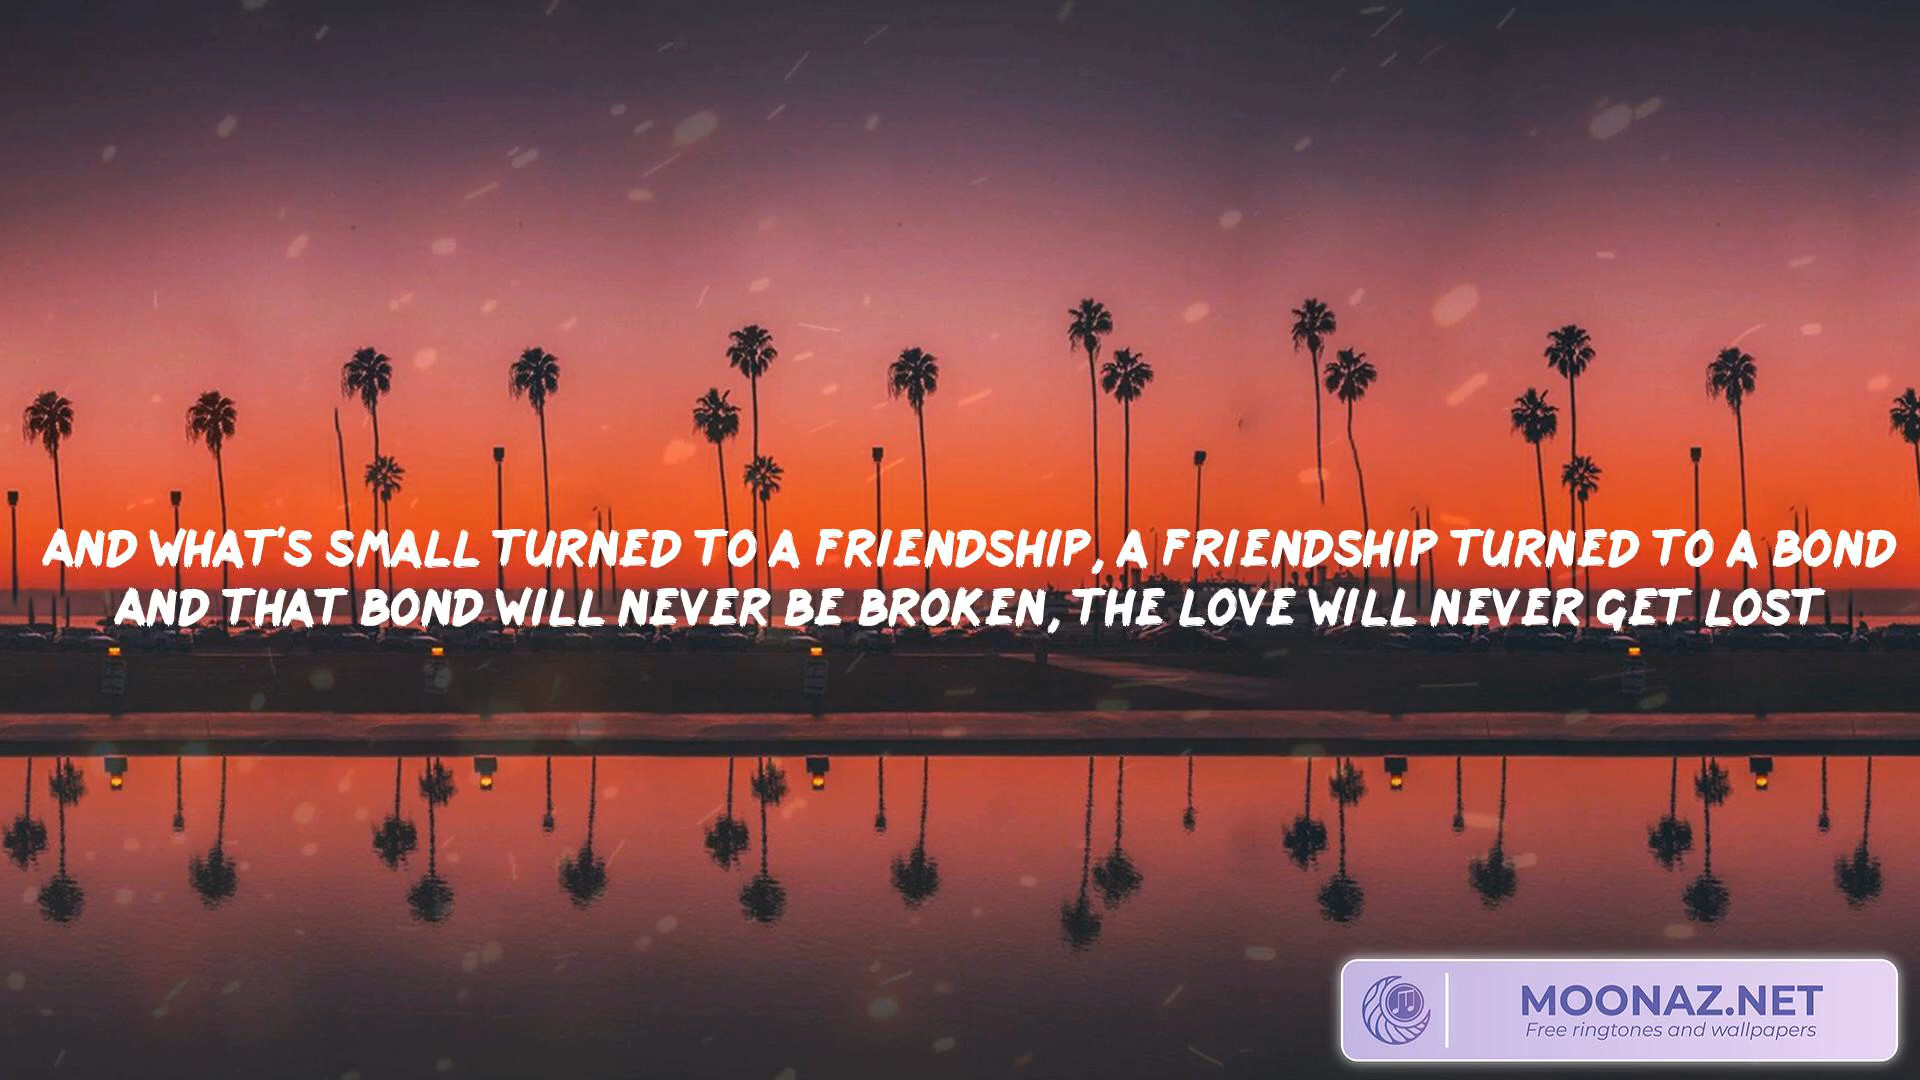 AND WHAT'S SMALL TURNED TO A FRIENDSHIP, A FRIENDSHIP TURNED TO A BOND
AND THAT BOND WILL NEVER BE BROKEN, THE LOVE WILL NEVER GET LOST
MOONAZ.NET
Free ringtones and wallpapers